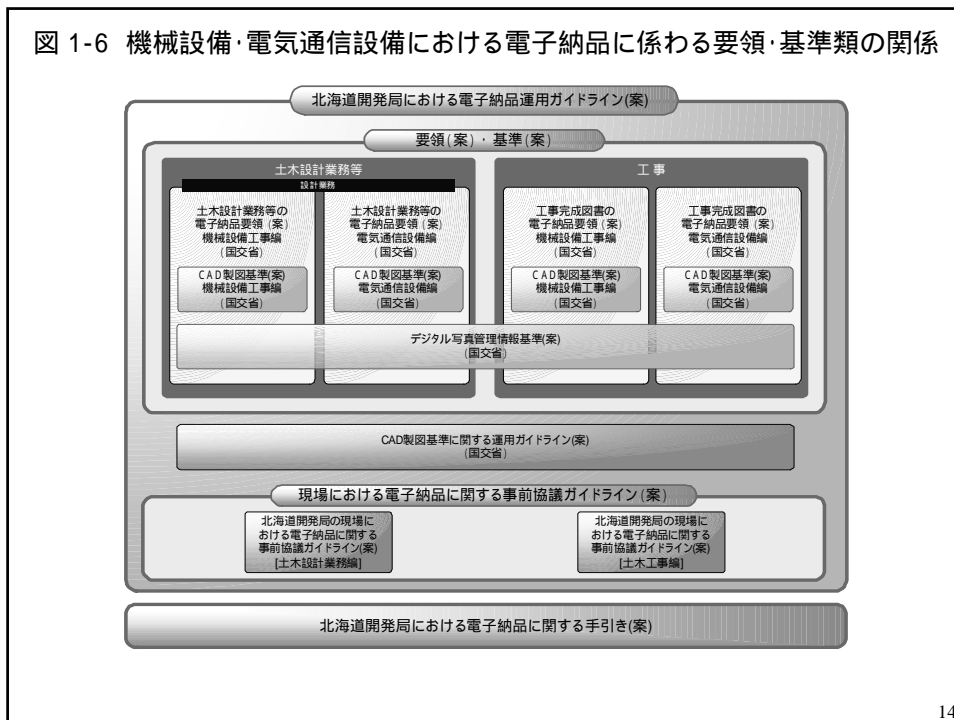 図 1-6 機械設備･電気通信設備における電子納品に係わる要領･基準類の関係
北海道開発局における電子納品運用ガイドライン(案)
要領(案)・基準(案)
土木設計業務等
設計業務
土木設計業務等の
電子納品要領(案)
機械設備工事編
(国交省)
CAD製図基準(案)
機械設備工事編
(国交省)
土木設計業務等の
電子納品要領(案)
電気通信設備編
(国交省)
CAD製図基準(案)
電気通信設備編
(国交省)
工事
工事完成図書の
電子納品要領(案)
機械設備工事編
(国交省)
CAD製図基準(案)
機械設備工事編
(国交省)
工事完成図書の
電子納品要領(案)
電気通信設備編
(国交省)
CAD製図基準(案)
電気通信設備編
(国交省)
デジタル写真管理情報基準(案)
(国交省)
CAD製図基準に関する運用ガイドライン(案)
(国交省)
現場における電子納品に関する事前協議ガイドライン(案)
北海道開発局の現場に
おける電子納品に関する
事前協議ガイドライン(案)
[土木設計業務編]
北海道開発局の現場に
おける電子納品に関する
事前協議ガイドライン(案)
[土木工事編]
北海道開発局における電子納品に関する手引き(案)
14